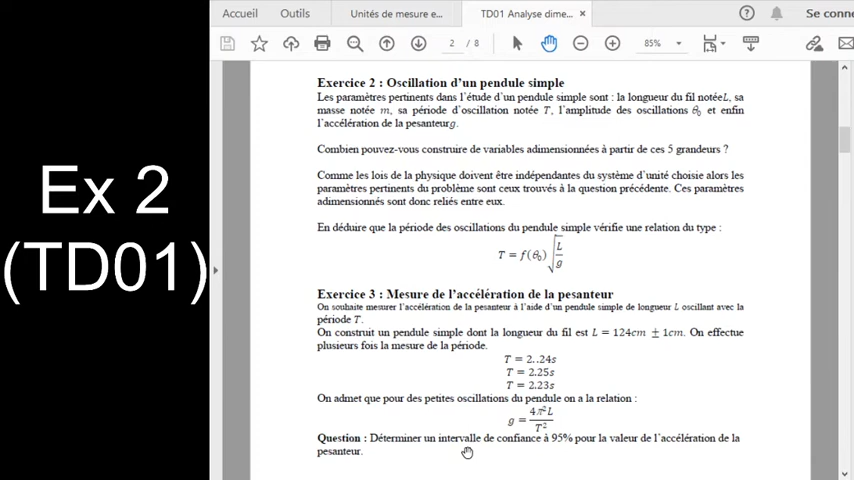 Accueil Outils Unités de mesure e... TD01 Analyse dime... × Se conne
2 / 8 85%
Ex 2
(TD01)
Exercice 2 : Oscillation d'un pendule simple
Les paramètres pertinents dans l'étude d'un pendule simple sont : la longueur du fil notéeL, sa
masse notée m, sa période d'oscillation notée T, l'amplitude des oscillations θ₀ et enfin
l'accélération de la pesanteurg.
Combien pouvez-vous construire de variables adimensionnées à partir de ces 5 grandeurs ?
Comme les lois de la physique doivent être indépendantes du système d'unité choisie alors les
paramètres pertinents du problème sont ceux trouvés à la question précédente. Ces paramètres
adimensionnés sont donc reliés entre eux.
En déduire que la période des oscillations du pendule simple vérifie une relation du type :
T = f(θ₀) √(L/g)
Exercice 3 : Mesure de l'accélération de la pesanteur
On souhaite mesurer l'accélération de la pesanteur à l'aide d'un pendule simple de longueur L oscillant avec la
période T.
On construit un pendule simple dont la longueur du fil est L = 124cm ± 1cm. On effectue
plusieurs fois la mesure de la période.
T = 2..24s
T = 2.25s
T = 2.23s
On admet que pour des petites oscillations du pendule on a la relation :
g = 4π²L / T²
Question : Déterminer un intervalle de confiance à 95% pour la valeur de l'accélération de la
pesanteur.